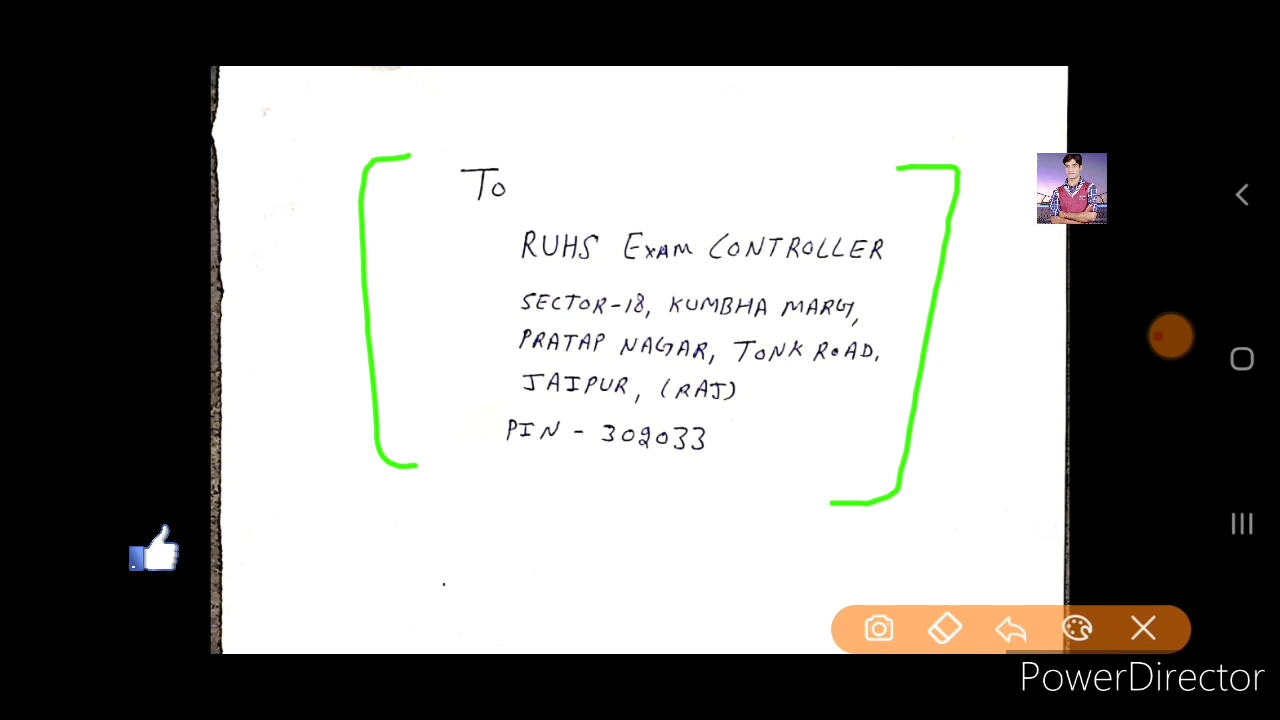 To
RUHS EXAM CONTROLLER
SECTOR-18, KUMBHA MARG,
PRATAP NAGAR, TONK ROAD,
JAIPUR, (RAJ)
PIN - 302033
PowerDirector